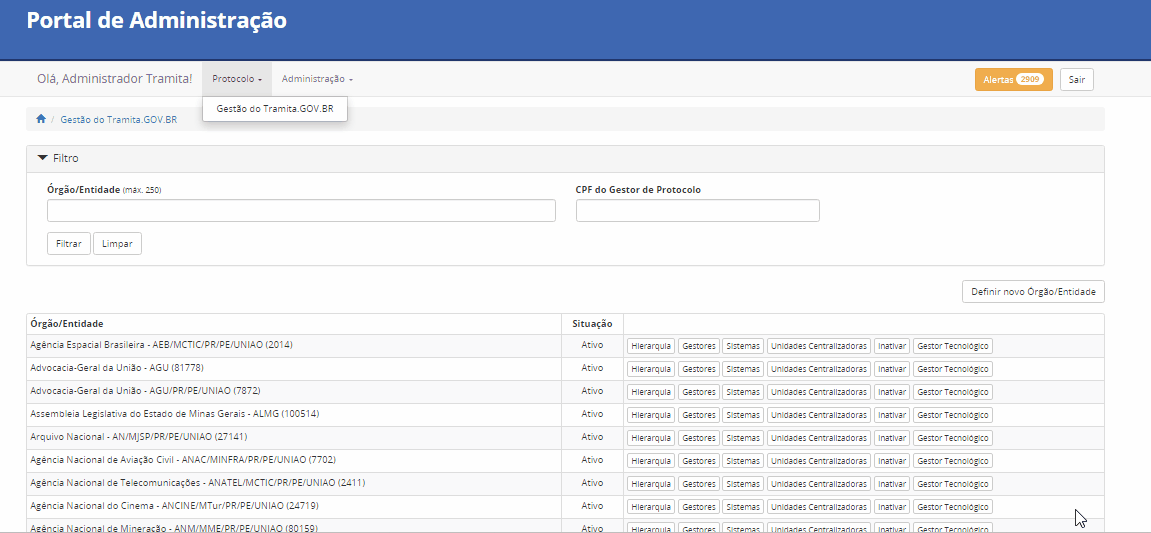 Portal de Administração
Olá, Administrador Tramita! Protocolo Administração Alertas 2909 Sair
Gestão do Tramita.GOV.BR
/ Gestão do Tramita.GOV.BR
Filtro
Órgão/Entidade (máx. 250) CPF do Gestor de Protocolo
Filtrar Limpar
Definir novo Órgão/Entidade
Órgão/Entidade Situação
Agência Espacial Brasileira - AEB/MCTIC/PR/PE/UNIAO (2014) Ativo Hierarquia Gestores Sistemas Unidades Centralizadoras Inativar Gestor Tecnológico
Advocacia-Geral da União - AGU (81778) Ativo Hierarquia Gestores Sistemas Unidades Centralizadoras Inativar Gestor Tecnológico
Advocacia-Geral da União - AGU/PR/PE/UNIAO (7872) Ativo Hierarquia Gestores Sistemas Unidades Centralizadoras Inativar Gestor Tecnológico
Assembleia Legislativa do Estado de Minas Gerais - ALMG (100514) Ativo Hierarquia Gestores Sistemas Unidades Centralizadoras Inativar Gestor Tecnológico
Arquivo Nacional - AN/MJSP/PR/PE/UNIAO (27141) Ativo Hierarquia Gestores Sistemas Unidades Centralizadoras Inativar Gestor Tecnológico
Agência Nacional de Aviação Civil - ANAC/MINFRA/PR/PE/UNIAO (7702) Ativo Hierarquia Gestores Sistemas Unidades Centralizadoras Inativar Gestor Tecnológico
Agência Nacional de Telecomunicações - ANATEL/MCTIC/PR/PE/UNIAO (2411) Ativo Hierarquia Gestores Sistemas Unidades Centralizadoras Inativar Gestor Tecnológico
Agência Nacional do Cinema - ANCINE/MTur/PR/PE/UNIAO (24719) Ativo Hierarquia Gestores Sistemas Unidades Centralizadoras Inativar Gestor Tecnológico
Agência Nacional de Mineração - ANM/MME/PR/PE/UNIAO (80159) Ativo Hierarquia Gestores Sistemas Unidades Centralizadoras Inativar Gestor Tecnológico